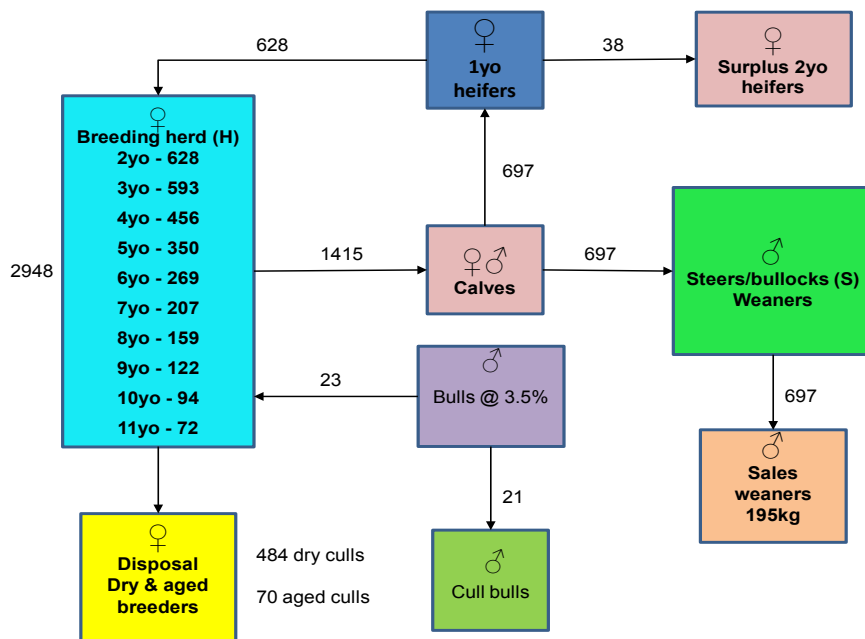 628
♀
1yo
heifers
38
♀
Surplus 2yo
heifers
♀
Breeding herd (H)
2yo - 628
3yo - 593
4yo - 456
5yo - 350
6yo - 269
7yo - 207
8yo - 159
9yo - 122
10yo - 94
11yo - 72
2948
697
1415
♀♂
Calves
697
♂
Steers/bullocks (S)
Weaners
23
♂
Bulls @ 3.5%
697
♂
Sales
weaners
195kg
21
♀
Disposal
Dry & aged
breeders
484 dry culls
70 aged culls
♂
Cull bulls